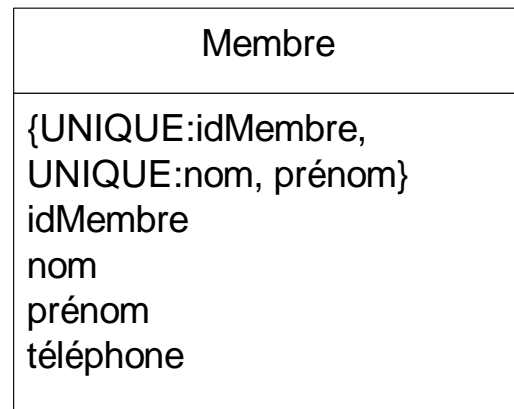 Membre
{UNIQUE:idMembre,
UNIQUE:nom, prénom}
idMembre
nom
prénom
téléphone